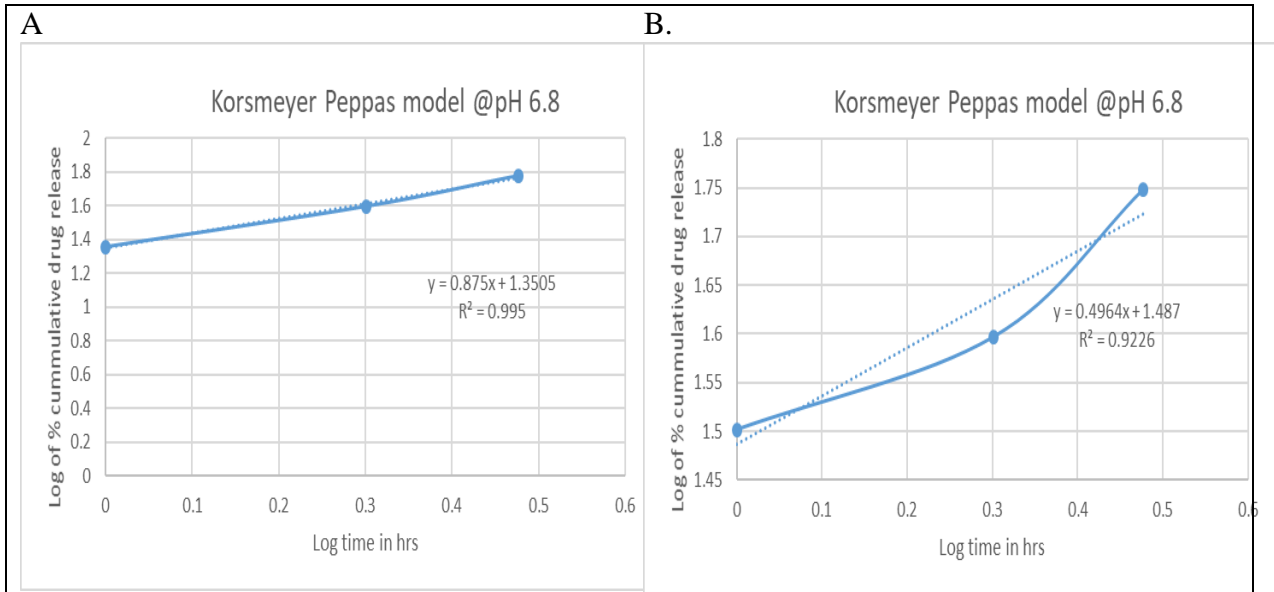 A
Korsmeyer Peppas model @pH 6.8
Log of % cummulative drug release
2
1.8
1.6
1.4
1.2
1
0.8
0.6
0.4
0.2
0
y = 0.875x + 1.3505
R² = 0.995
0 0.1 0.2 0.3 0.4 0.5 0.6
Log time in hrs
B.
Korsmeyer Peppas model @pH 6.8
Log of % cummulative drug release
1.8
1.75
1.7
1.65
1.6
1.55
1.5
1.45
y = 0.4964x + 1.487
R² = 0.9226
0 0.1 0.2 0.3 0.4 0.5 0.6
Log time in hrs